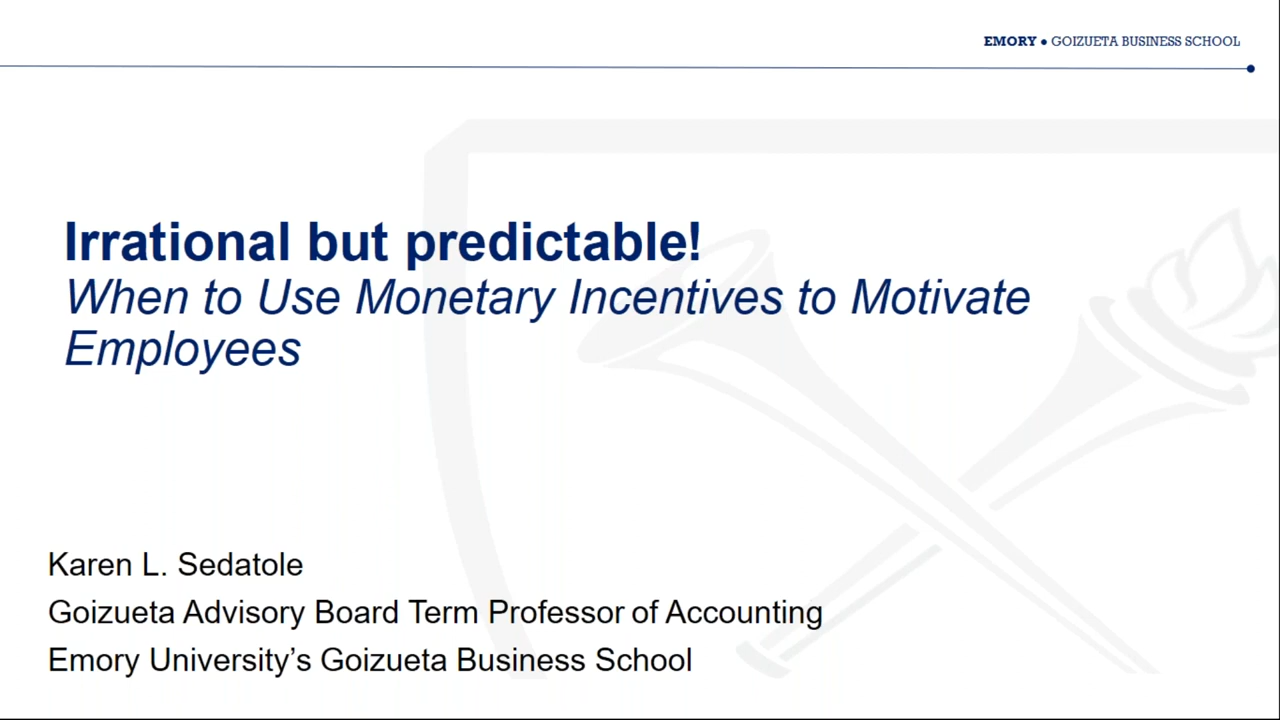 EMORY ● GOIZUETA BUSINESS SCHOOL
Irrational but predictable!
When to Use Monetary Incentives to Motivate
Employees
Karen L. Sedatole
Goizueta Advisory Board Term Professor of Accounting
Emory University’s Goizueta Business School